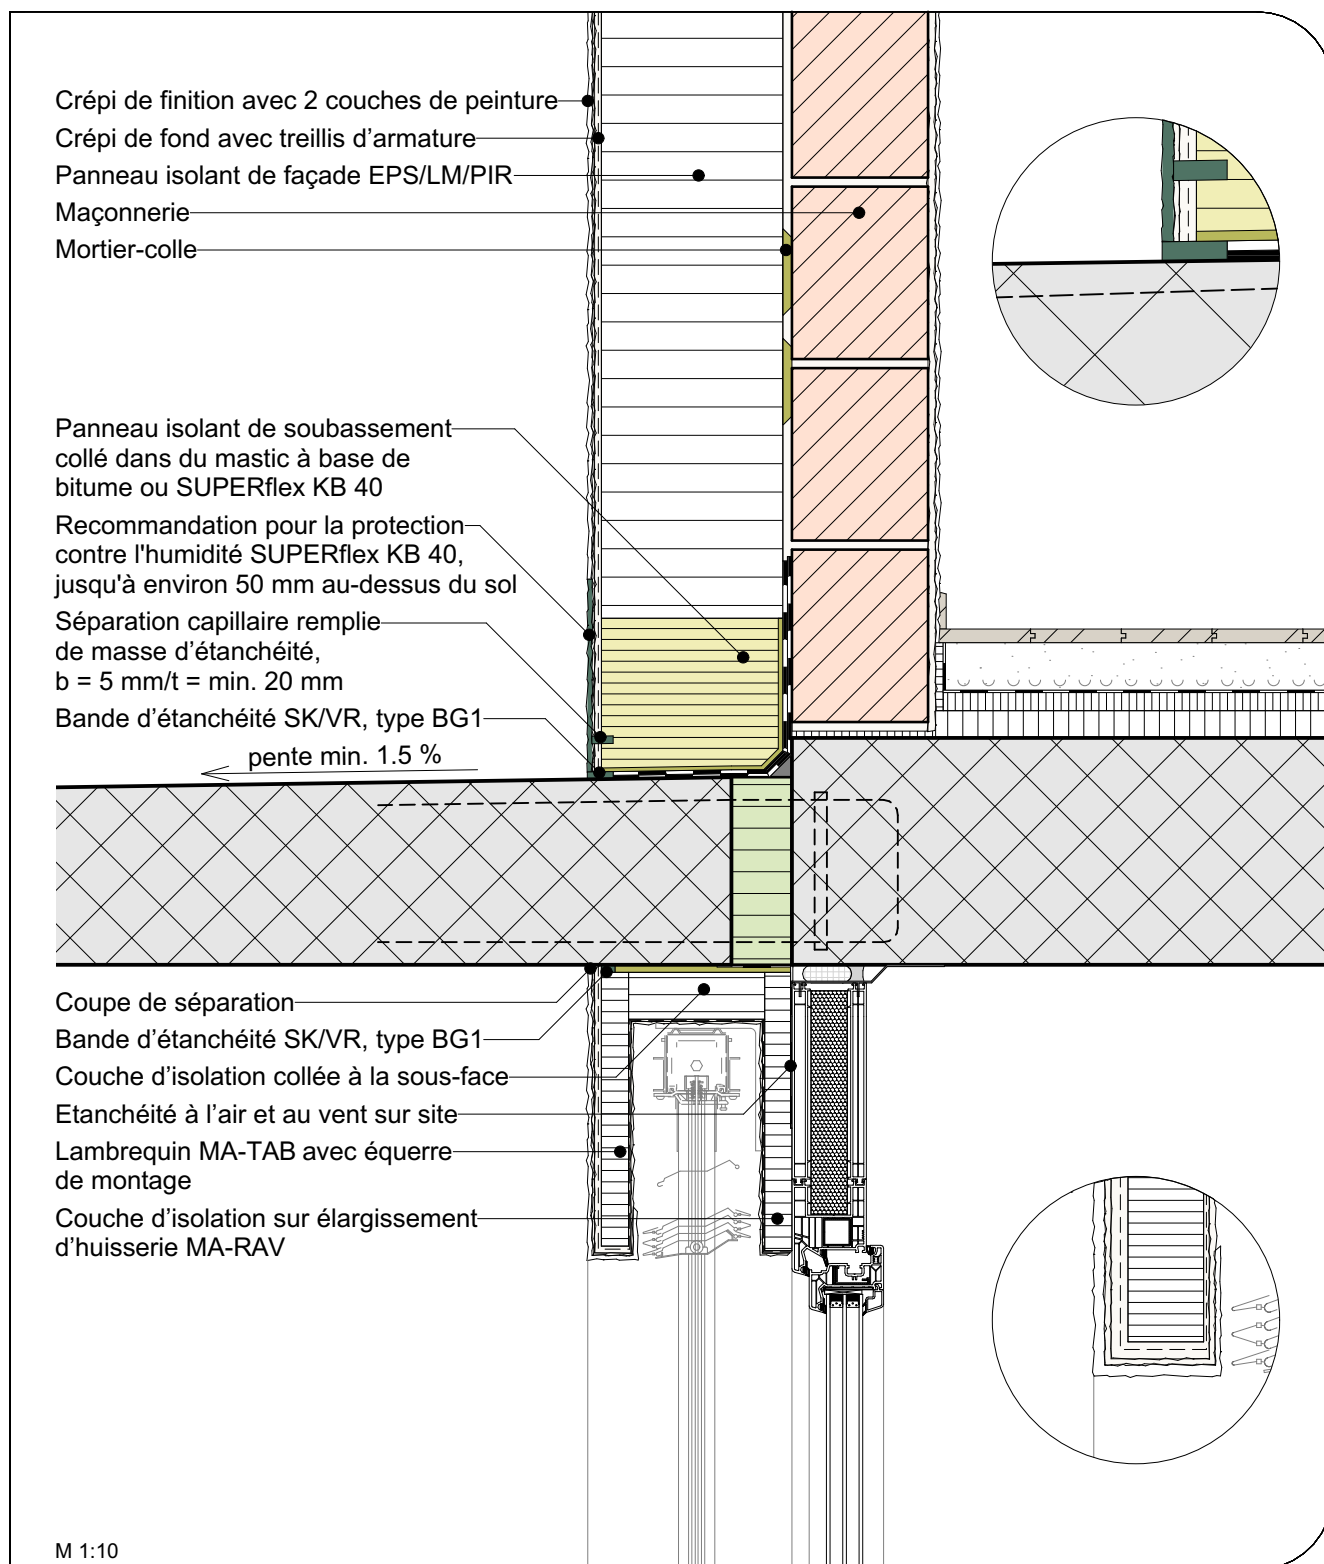 Crépi de finition avec 2 couches de peinture
Crépi de fond avec treillis d’armature
Panneau isolant de façade EPS/LM/PIR
Maçonnerie
Mortier-colle
Panneau isolant de soubassement
collé dans du mastic à base de
bitume ou SUPERflex KB 40
Recommandation pour la protection
contre l'humidité SUPERflex KB 40,
jusqu'à environ 50 mm au-dessus du sol
Séparation capillaire remplie
de masse d’étanchéité,
b = 5 mm/t = min. 20 mm
Bande d’étanchéité SK/VR, type BG1
pente min. 1.5 %
Coupe de séparation
Bande d’étanchéité SK/VR, type BG1
Couche d’isolation collée à la sous-face
Etanchéité à l’air et au vent sur site
Lambrequin MA-TAB avec équerre
de montage
Couche d’isolation sur élargissement
d’huisserie MA-RAV
M 1:10